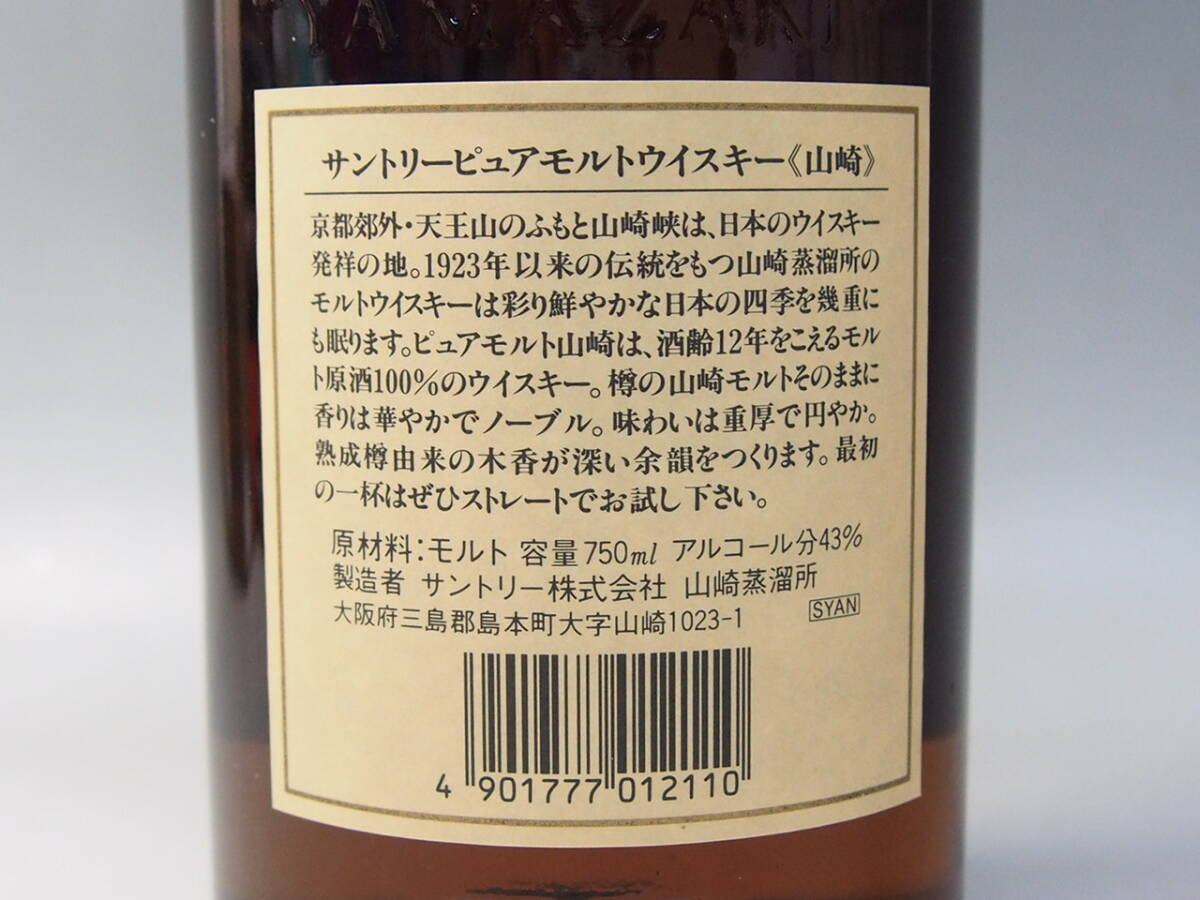 YAMAZAKI
サントリーピュアモルトウイスキー《山崎》
京都郊外・天王山のふもと山崎峡は、日本のウイスキー
発祥の地。1923年以来の伝統をもつ山崎蒸溜所の
モルトウイスキーは彩り鮮やかな日本の四季を幾重に
も眠ります。ピュアモルト山崎は、酒齢12年をこえるモル
ト原酒100%のウイスキー。樽の山崎モルトそのままに
香りは華やかでノーブル。味わいは重厚で円やか。
熟成樽由来の木香が深い余韻をつくります。最初
の一杯はぜひストレートでお試し下さい。
原材料:モルト 容量750ml アルコール分43%
製造者 サントリー株式会社 山崎蒸溜所
大阪府三島郡島本町大字山崎1023-1 SYAN
4 901777 012110